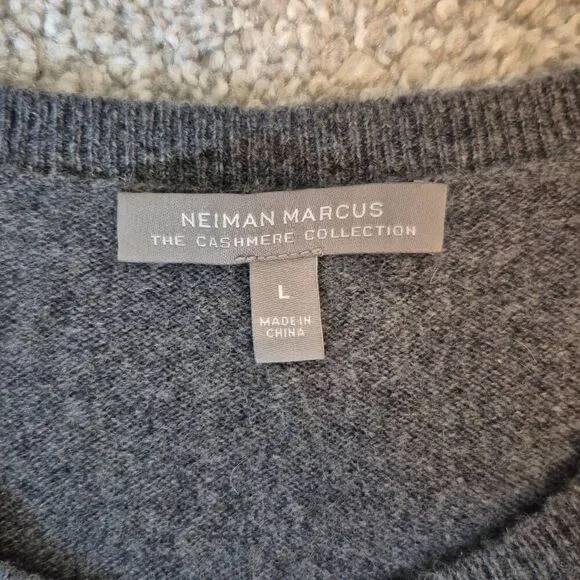 NEIMAN MARCUS
THE CASHMERE COLLECTION
L
MADE IN
CHINA